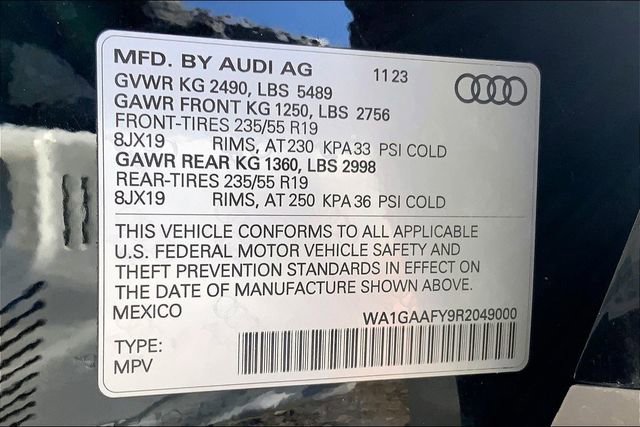 MFD. BY AUDI AG 1123
GVWR KG 2490, LBS 5489
GAWR FRONT KG 1250, LBS 2756
FRONT-TIRES 235/55 R19
8JX19 RIMS, AT 230 KPA 33 PSI COLD
GAWR REAR KG 1360, LBS 2998
REAR-TIRES 235/55 R19
8JX19 RIMS, AT 250 KPA 36 PSI COLD
THIS VEHICLE CONFORMS TO ALL APPLICABLE
U.S. FEDERAL MOTOR VEHICLE SAFETY AND
THEFT PREVENTION STANDARDS IN EFFECT ON
THE DATE OF MANUFACTURE SHOWN ABOVE.
MEXICO WA1GAAFY9R2049000
TYPE:
MPV